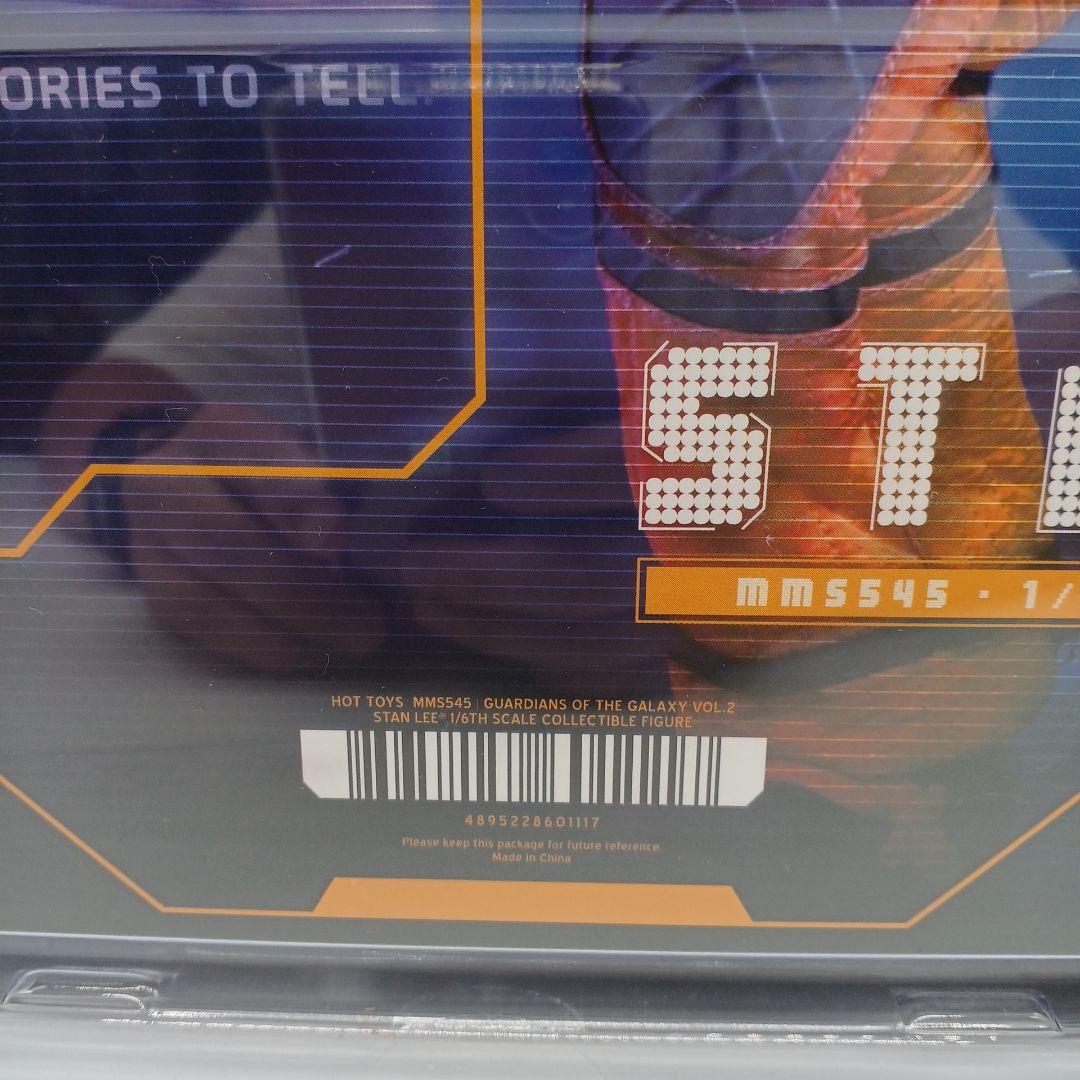 ORIES TO TELL.
ST
MMS545 · 1/
HOT TOYS MMS545 | GUARDIANS OF THE GALAXY VOL.2
STAN LEE® 1/6TH SCALE COLLECTIBLE FIGURE
4895228601117
Please keep this package for future reference.
Made in China